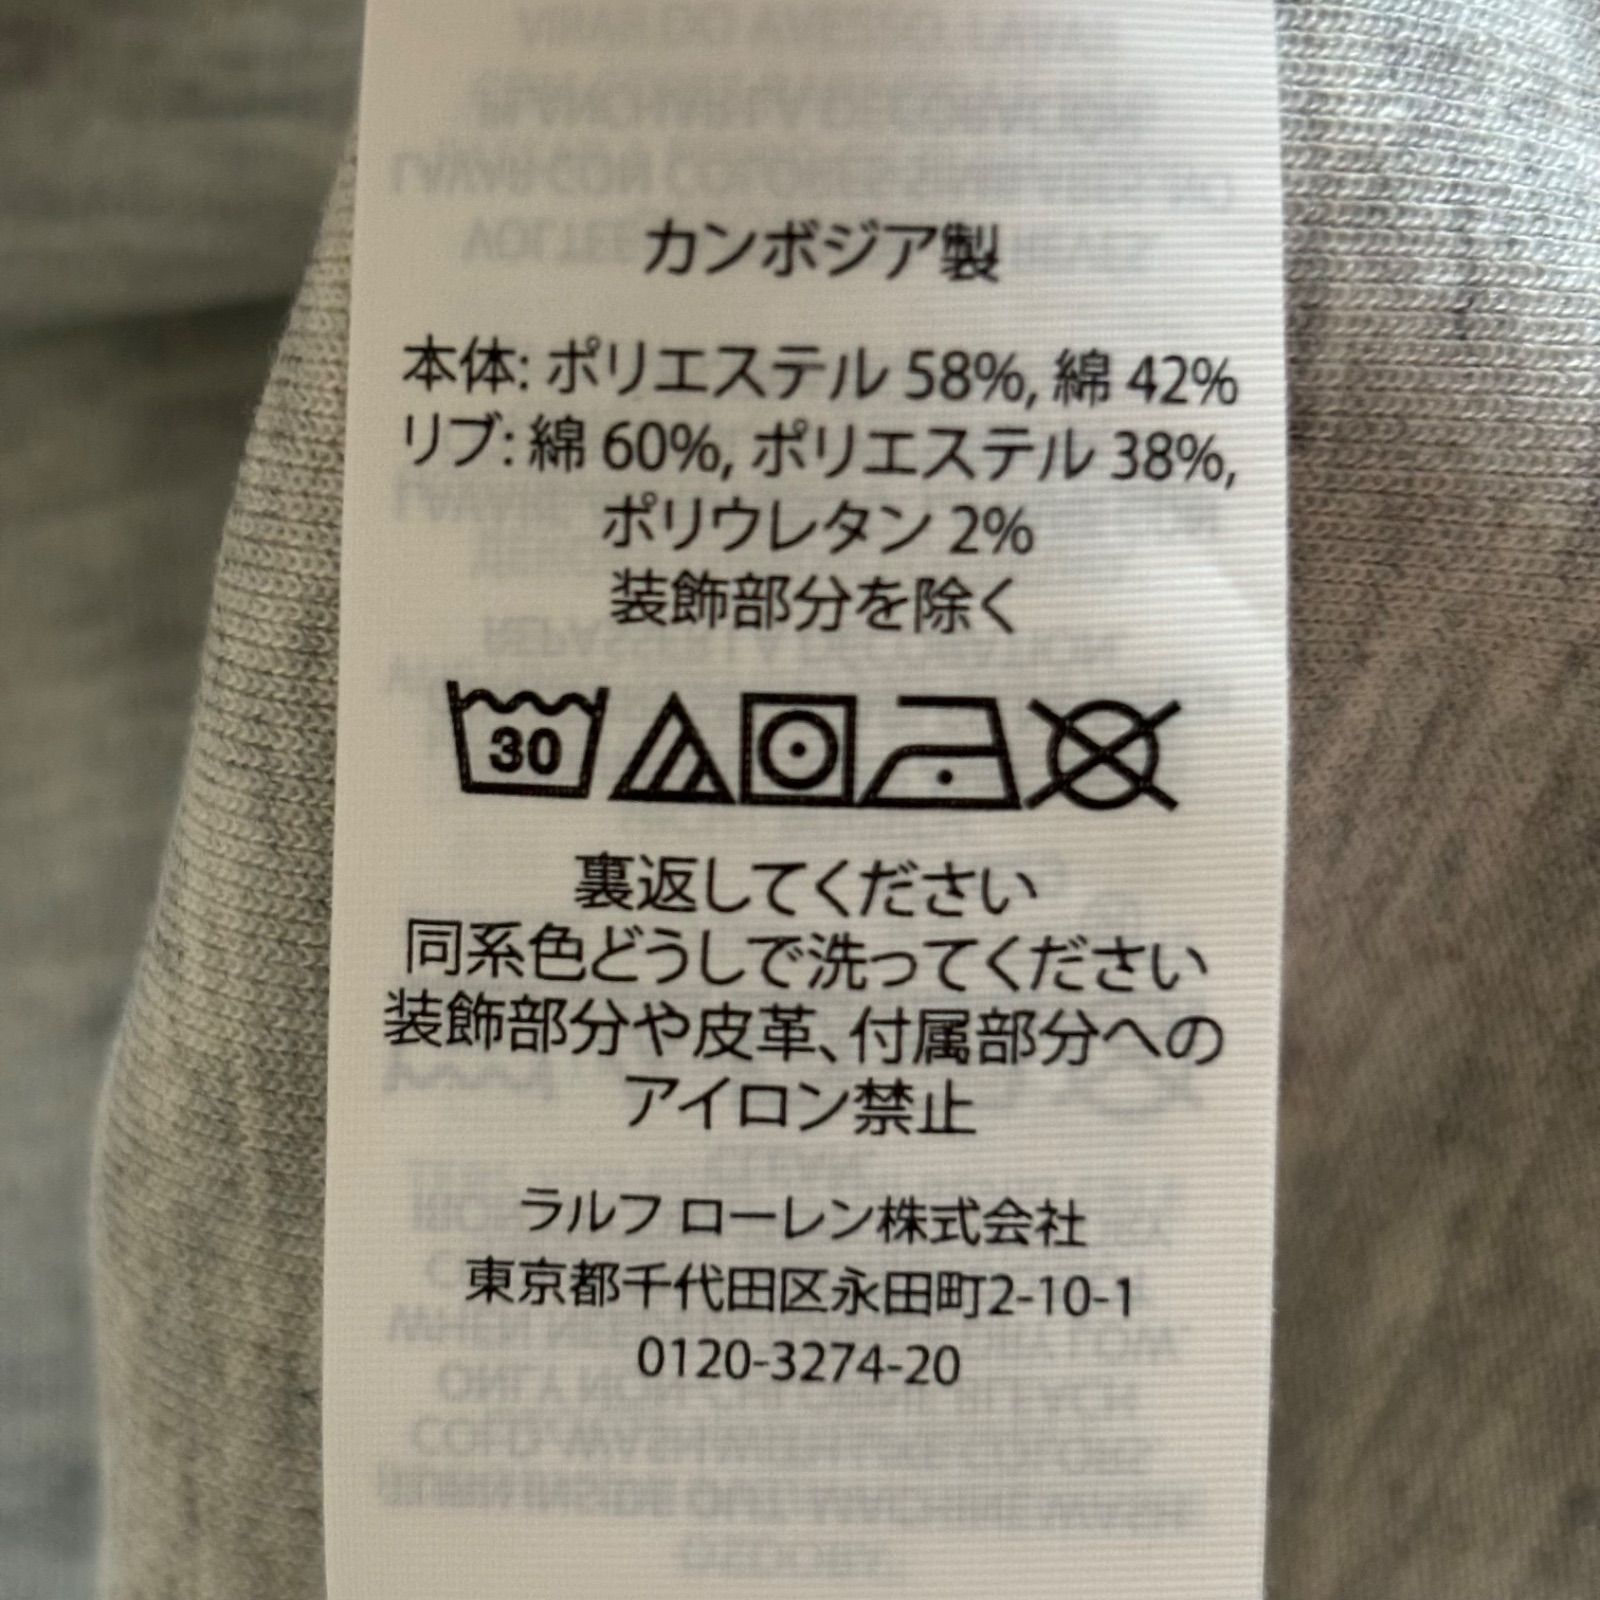 カンボジア製
本体: ポリエステル 58%, 綿 42%
リブ: 綿 60%, ポリエステル 38%,
ポリウレタン 2%
装飾部分を除く
30
裏返してください
同系色どうしで洗ってください
装飾部分や皮革、付属部分への
アイロン禁止
ラルフ ローレン株式会社
東京都千代田区永田町2-10-1
0120-3274-20